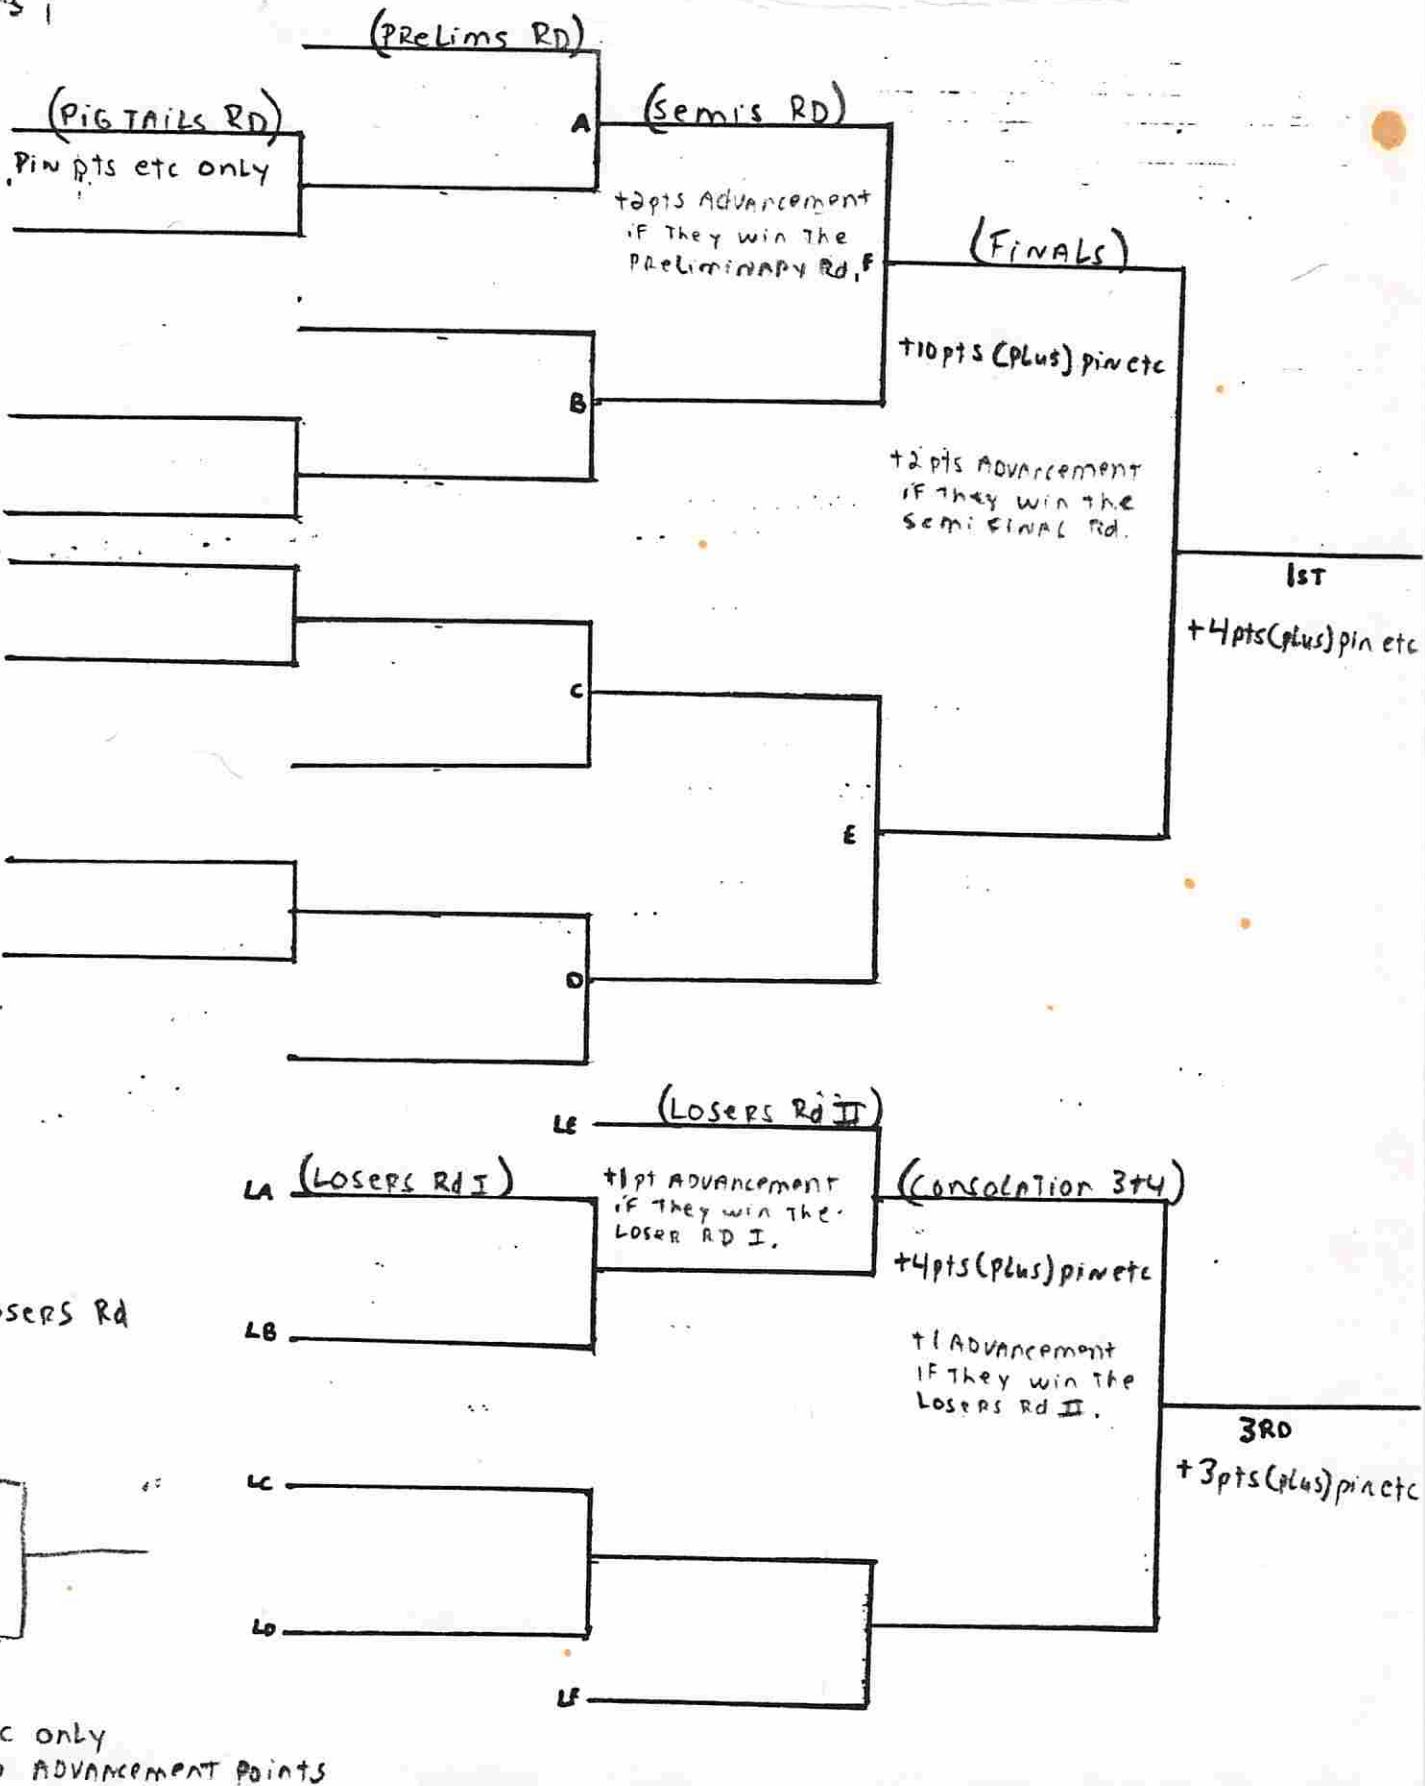 (PReLims RD)
(PiG TAiLs RD)
Pin pts etc only
A
(semis RD)
+2pts Advancement
iF They win The
PReliminARy Rd.
F
(FiNALs)
+10pts (plus) pin etc
B
+2 pts ADVAncement
iF They win the
Semi FiNAL Rd.
1ST
+4pts (plus) pin etc
C
E
D
LE
(Losers Rd II)
LA
(Losers Rd I)
+1pt ADVAncement
iF They win The
Loser RD I.
(Consolation 3+4)
+4pts (plus) pin etc
LB
sers Rd
+1 ADVAncement
IF They win The
Losers Rd II.
3RD
+3pts (plus) pin etc
LC
LD
LF
c only
ADVAncemenT Points